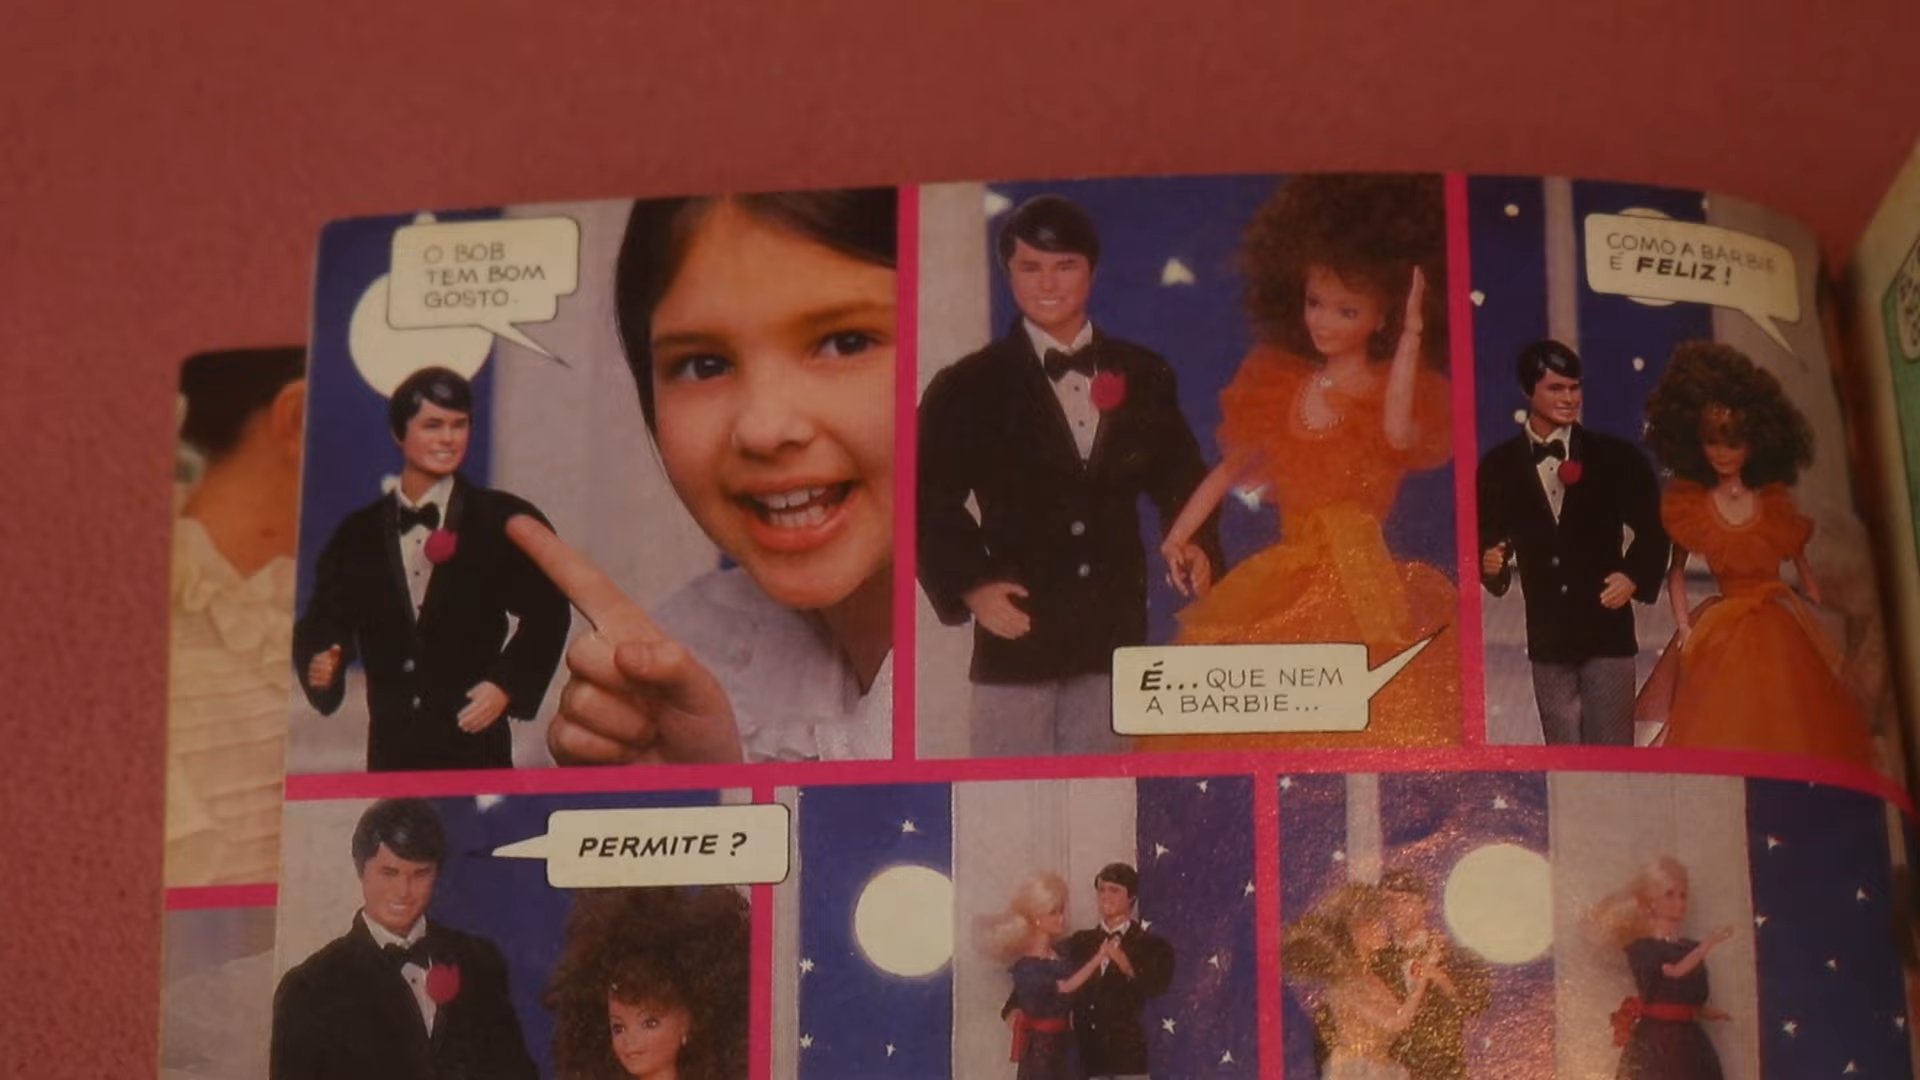 O BOB
TEM BOM
GOSTO.
É... QUE NEM
A BARBIE...
COMO A BARBIE
É FELIZ!
PERMITE?